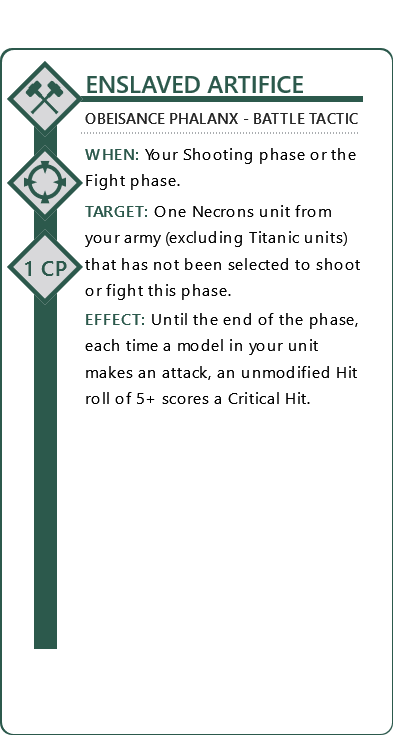 ENSLAVED ARTIFICE
OBEISANCE PHALANX - BATTLE TACTIC
WHEN: Your Shooting phase or the
Fight phase.
TARGET: One Necrons unit from
your army (excluding Titanic units)
1 CP
that has not been selected to shoot
or fight this phase.
EFFECT: Until the end of the phase,
each time a model in your unit
makes an attack, an unmodified Hit
roll of 5+ scores a Critical Hit.